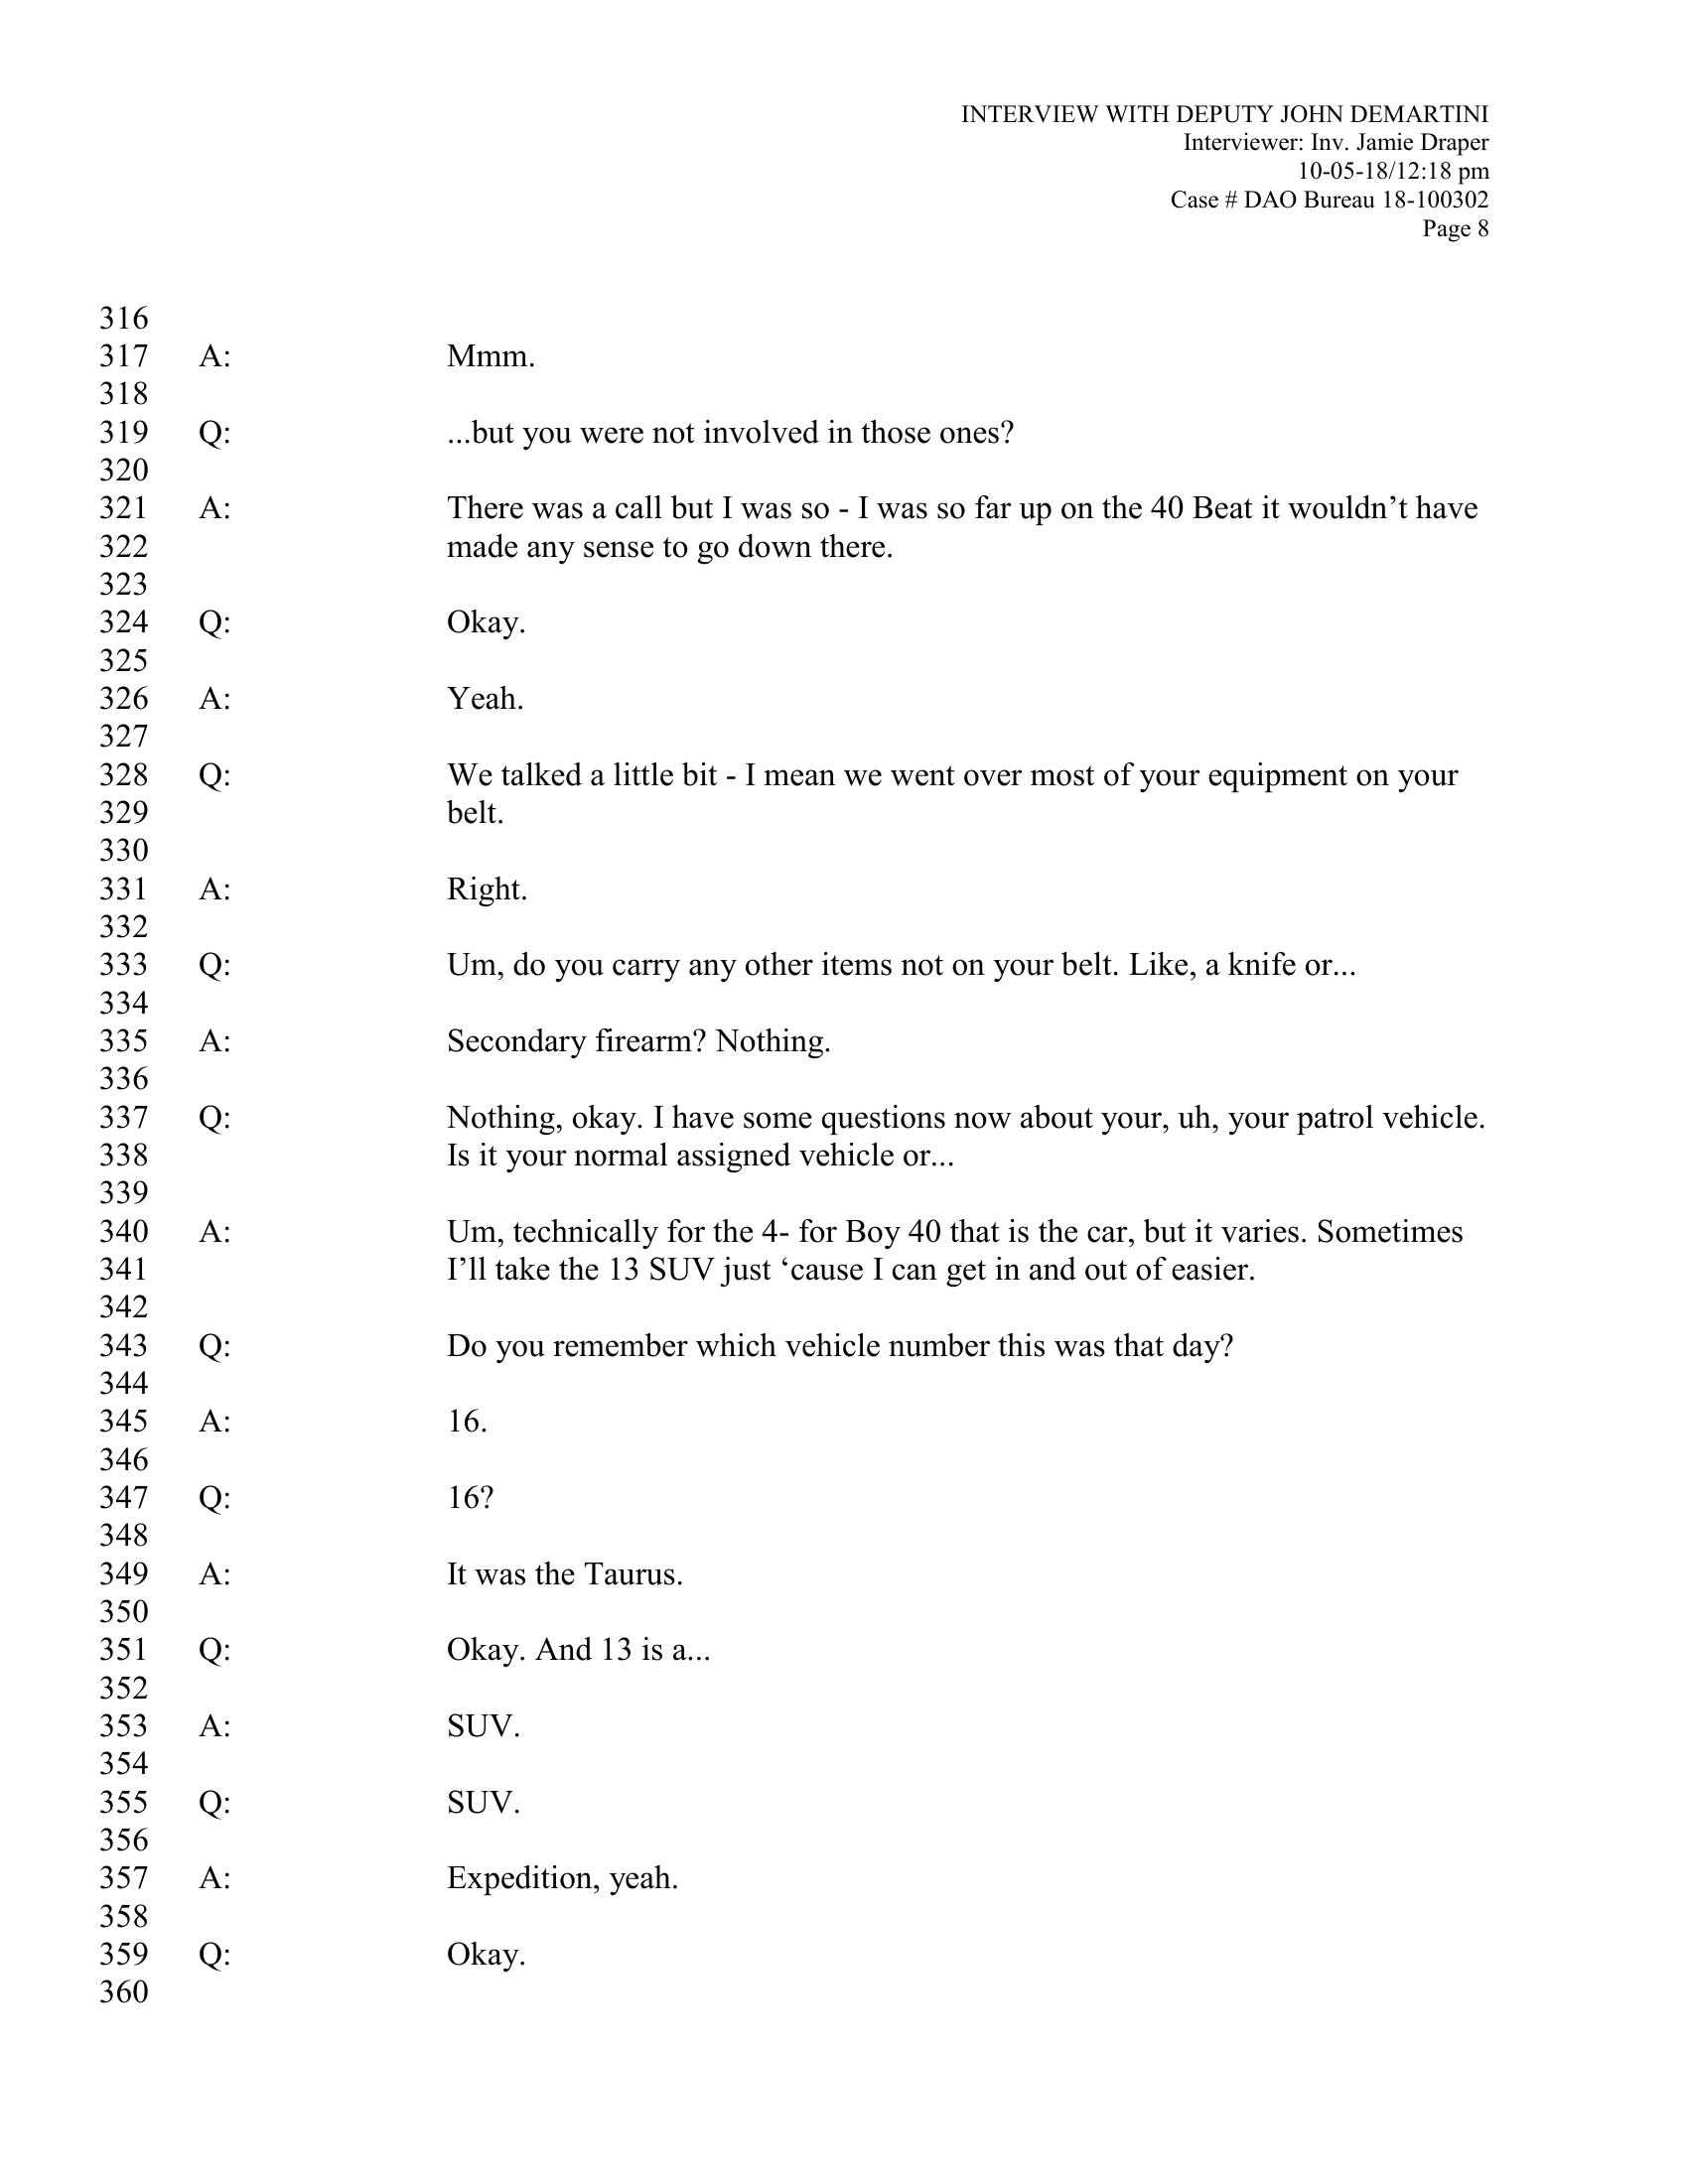 INTERVIEW WITH DEPUTY JOHN DEMARTINI
Interviewer: Inv. Jamie Draper
10-05-18/12:18 pm
Case # DAO Bureau 18-100302
Page 8
316
317 A: Mmm.
318
319 Q: ...but you were not involved in those ones?
320
321 A: There was a call but I was so - I was so far up on the 40 Beat it wouldn’t have
322 made any sense to go down there.
323
324 Q: Okay.
325
326 A: Yeah.
327
328 Q: We talked a little bit - I mean we went over most of your equipment on your
329 belt.
330
331 A: Right.
332
333 Q: Um, do you carry any other items not on your belt. Like, a knife or...
334
335 A: Secondary firearm? Nothing.
336
337 Q: Nothing, okay. I have some questions now about your, uh, your patrol vehicle.
338 Is it your normal assigned vehicle or...
339
340 A: Um, technically for the 4- for Boy 40 that is the car, but it varies. Sometimes
341 I’ll take the 13 SUV just ‘cause I can get in and out of easier.
342
343 Q: Do you remember which vehicle number this was that day?
344
345 A: 16.
346
347 Q: 16?
348
349 A: It was the Taurus.
350
351 Q: Okay. And 13 is a...
352
353 A: SUV.
354
355 Q: SUV.
356
357 A: Expedition, yeah.
358
359 Q: Okay.
360